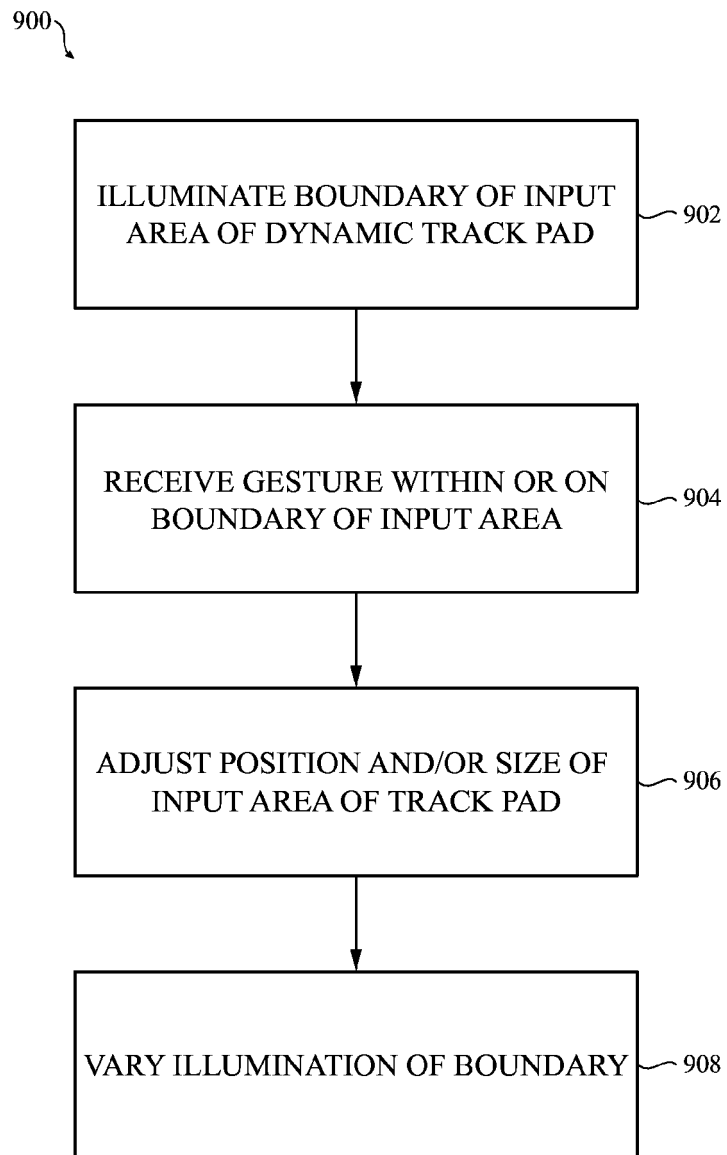 900
ILLUMINATE BOUNDARY OF INPUT
AREA OF DYNAMIC TRACK PAD
902
RECEIVE GESTURE WITHIN OR ON
BOUNDARY OF INPUT AREA
904
ADJUST POSITION AND/OR SIZE OF
INPUT AREA OF TRACK PAD
906
VARY ILLUMINATION OF BOUNDARY
908